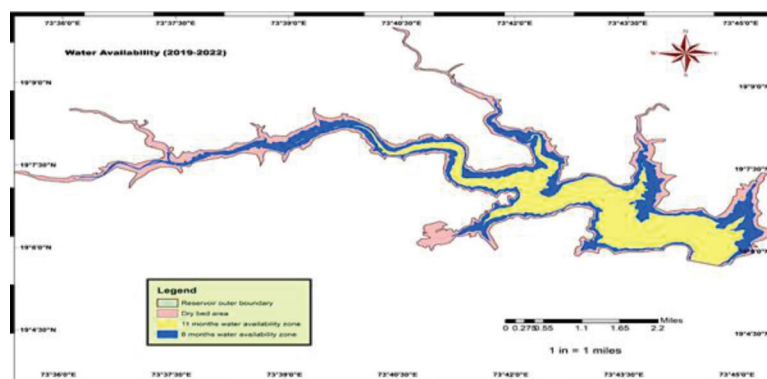 73°36'0"E 73°37'30"E 73°39'0"E 73°40'30"E 73°42'0"E 73°43'30"E 73°45'0"E
Water Availability (2019-2022)
N
S
19°9'0"N 19°9'0"N
19°7'30"N 19°7'30"N
19°6'0"N
Legend
Reservoir outer boundary
Dry bed area
11 months water availability zone
8 months water availability zone
Miles
0 0.275 0.55 1.1 1.65 2.2
1 in = 1 miles
19°4'30"N 19°4'30"N
73°36'0"E 73°37'30"E 73°39'0"E 73°40'30"E 73°42'0"E 73°43'30"E 73°45'0"E